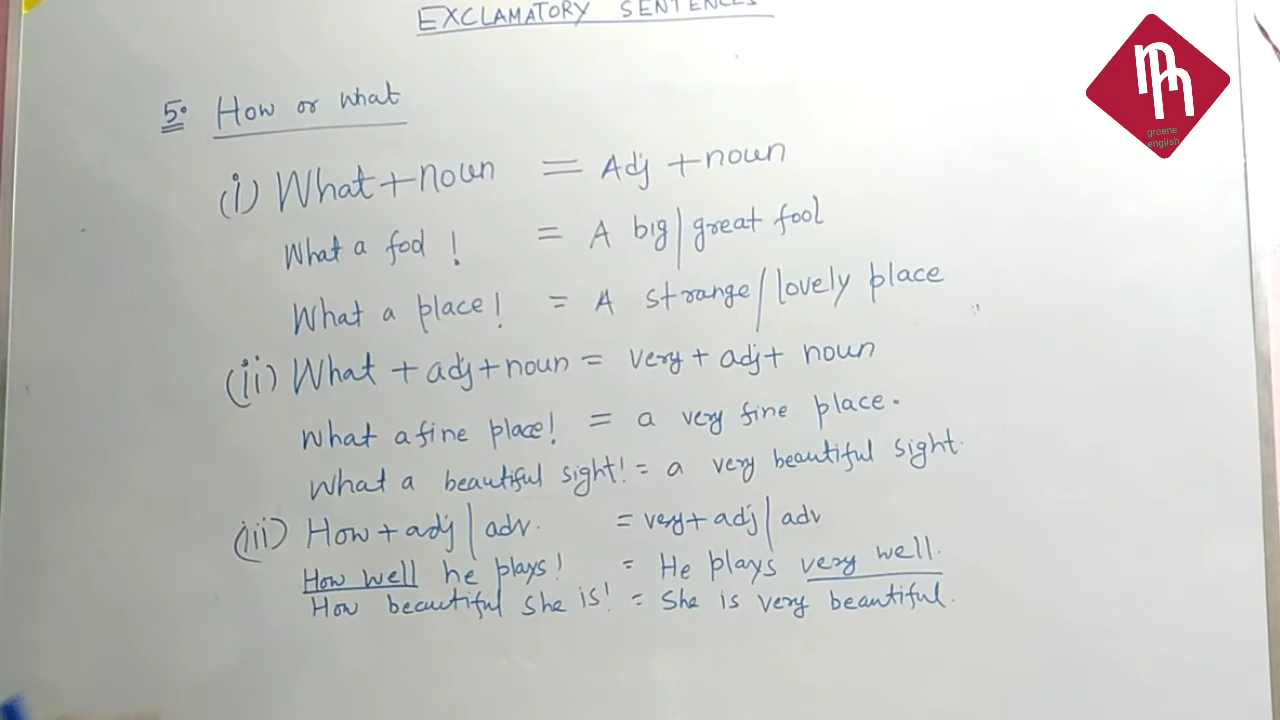 EXCLAMATORY SENTENCES
5. How or what
(i) What + noun = Adj + noun
What a fool ! = A big / great fool
What a place! = A strange / lovely place
(ii) What + adj + noun = very + adj + noun
What a fine place! = a very fine place.
What a beautiful sight! = a very beautiful sight.
(iii) How + adj / adv. = very + adj / adv
How well he plays! = He plays very well.
How beautiful she is! = She is very beautiful.
greene
english